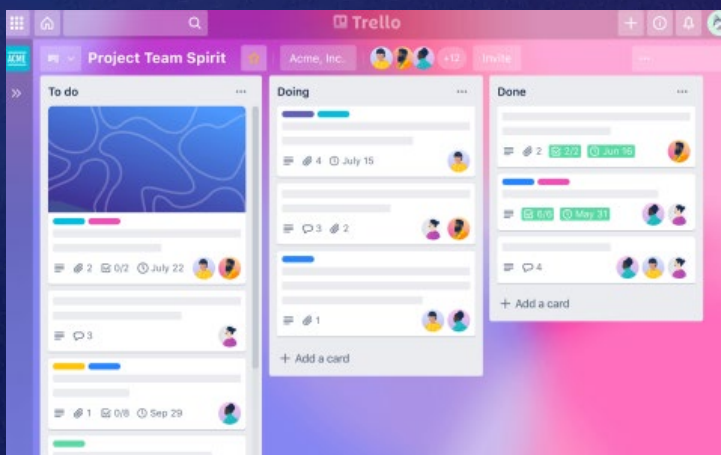 Trello
ACME
Project Team Spirit
Acme, Inc.
+12
Invite
To do
2 0/2 July 22
3
1 0/8 Sep 29
Doing
4 July 15
3 2
1
+ Add a card
Done
2 2/2 Jun 16
6/6 May 31
4
+ Add a card